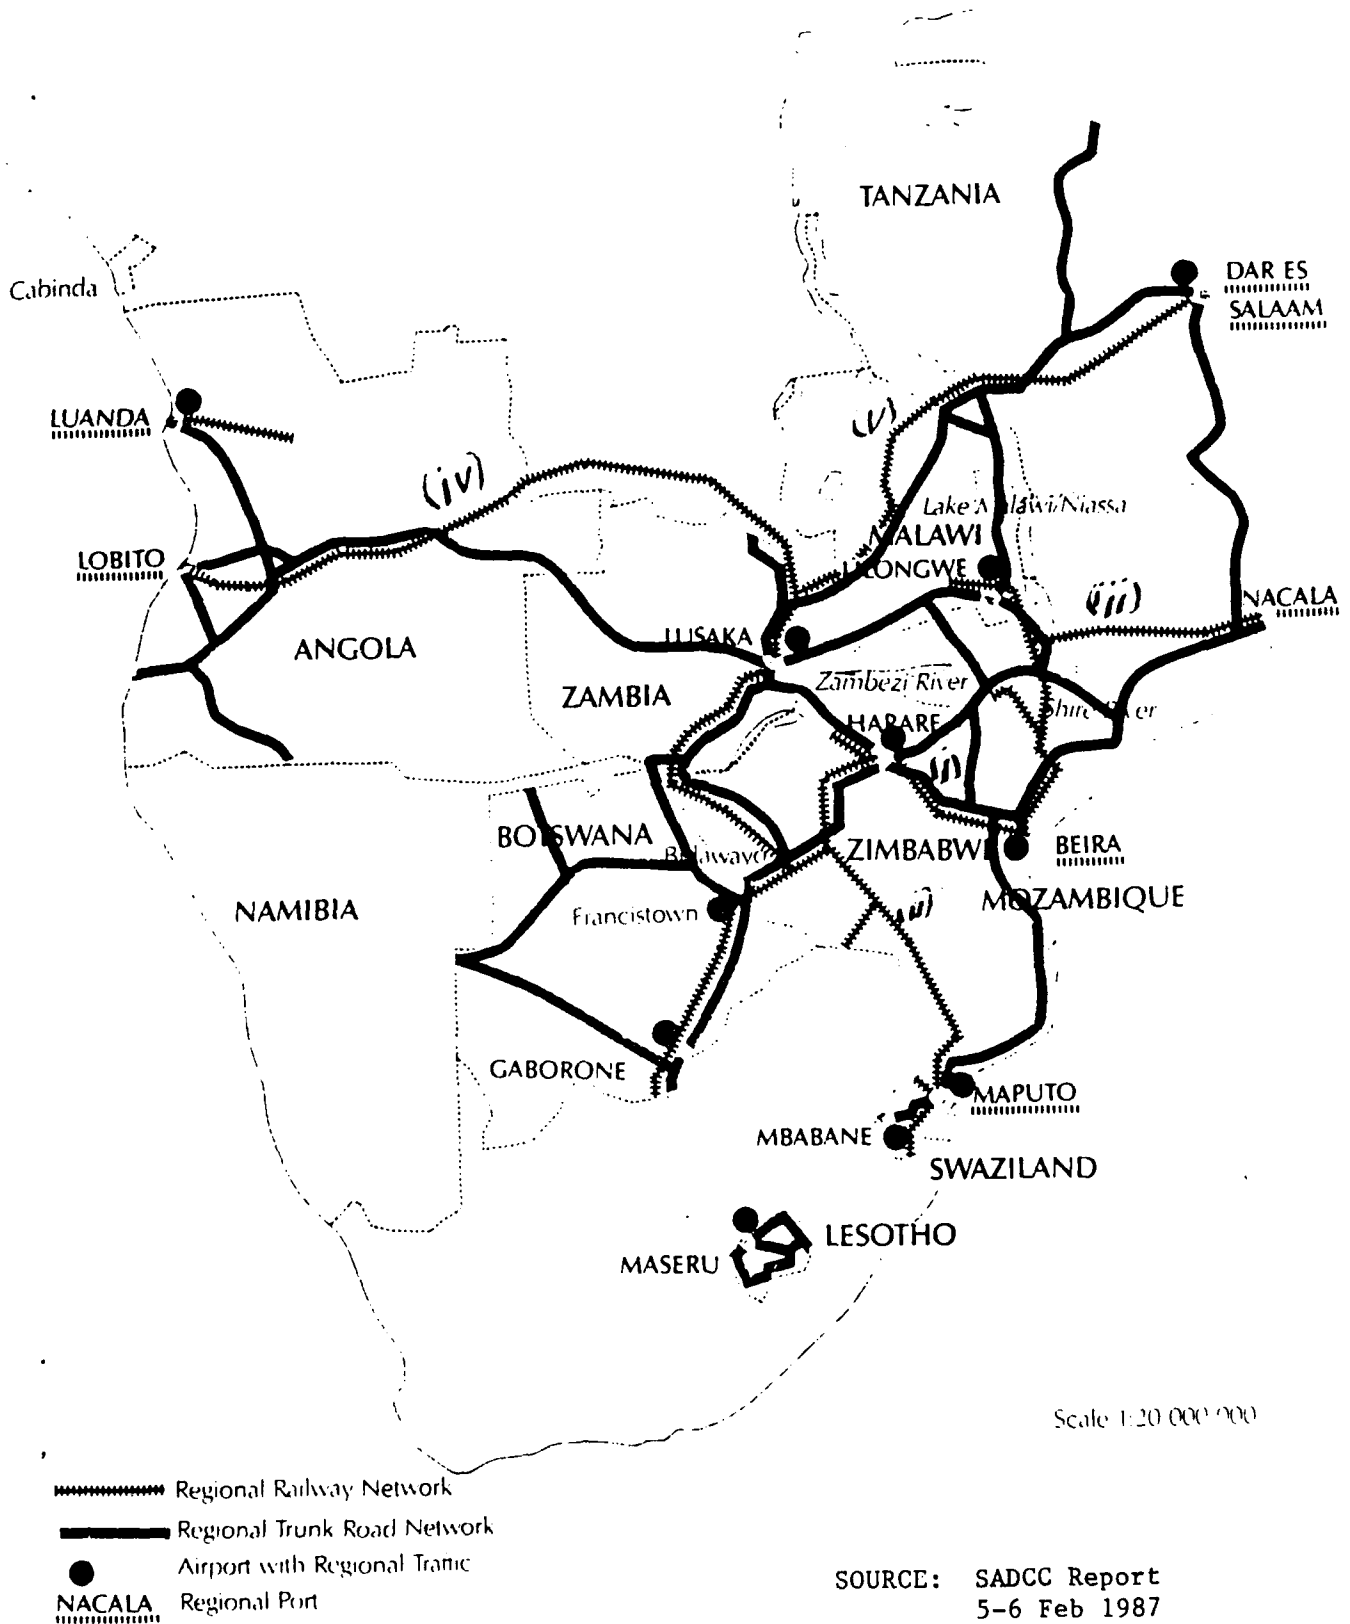 TANZANIA
DAR ES
SALAAM
Cabinda
LUANDA
(v)
(iv)
Lake Malawi/Niassa
MALAWI
LILONGWE
LOBITO
(iii)
NACALA
LUSAKA
ANGOLA
Zambezi River
ZAMBIA
Shire River
HARARE
(i)
BOTSWANA
Bulawayo
ZIMBABWE
BEIRA
MOZAMBIQUE
NAMIBIA
Francistown
(ii)
GABORONE
MAPUTO
MBABANE
SWAZILAND
LESOTHO
MASERU
Scale 1:20 000 000
Regional Railway Network
Regional Trunk Road Network
Airport with Regional Traffic
NACALA Regional Port
SOURCE: SADCC Report
5-6 Feb 1987